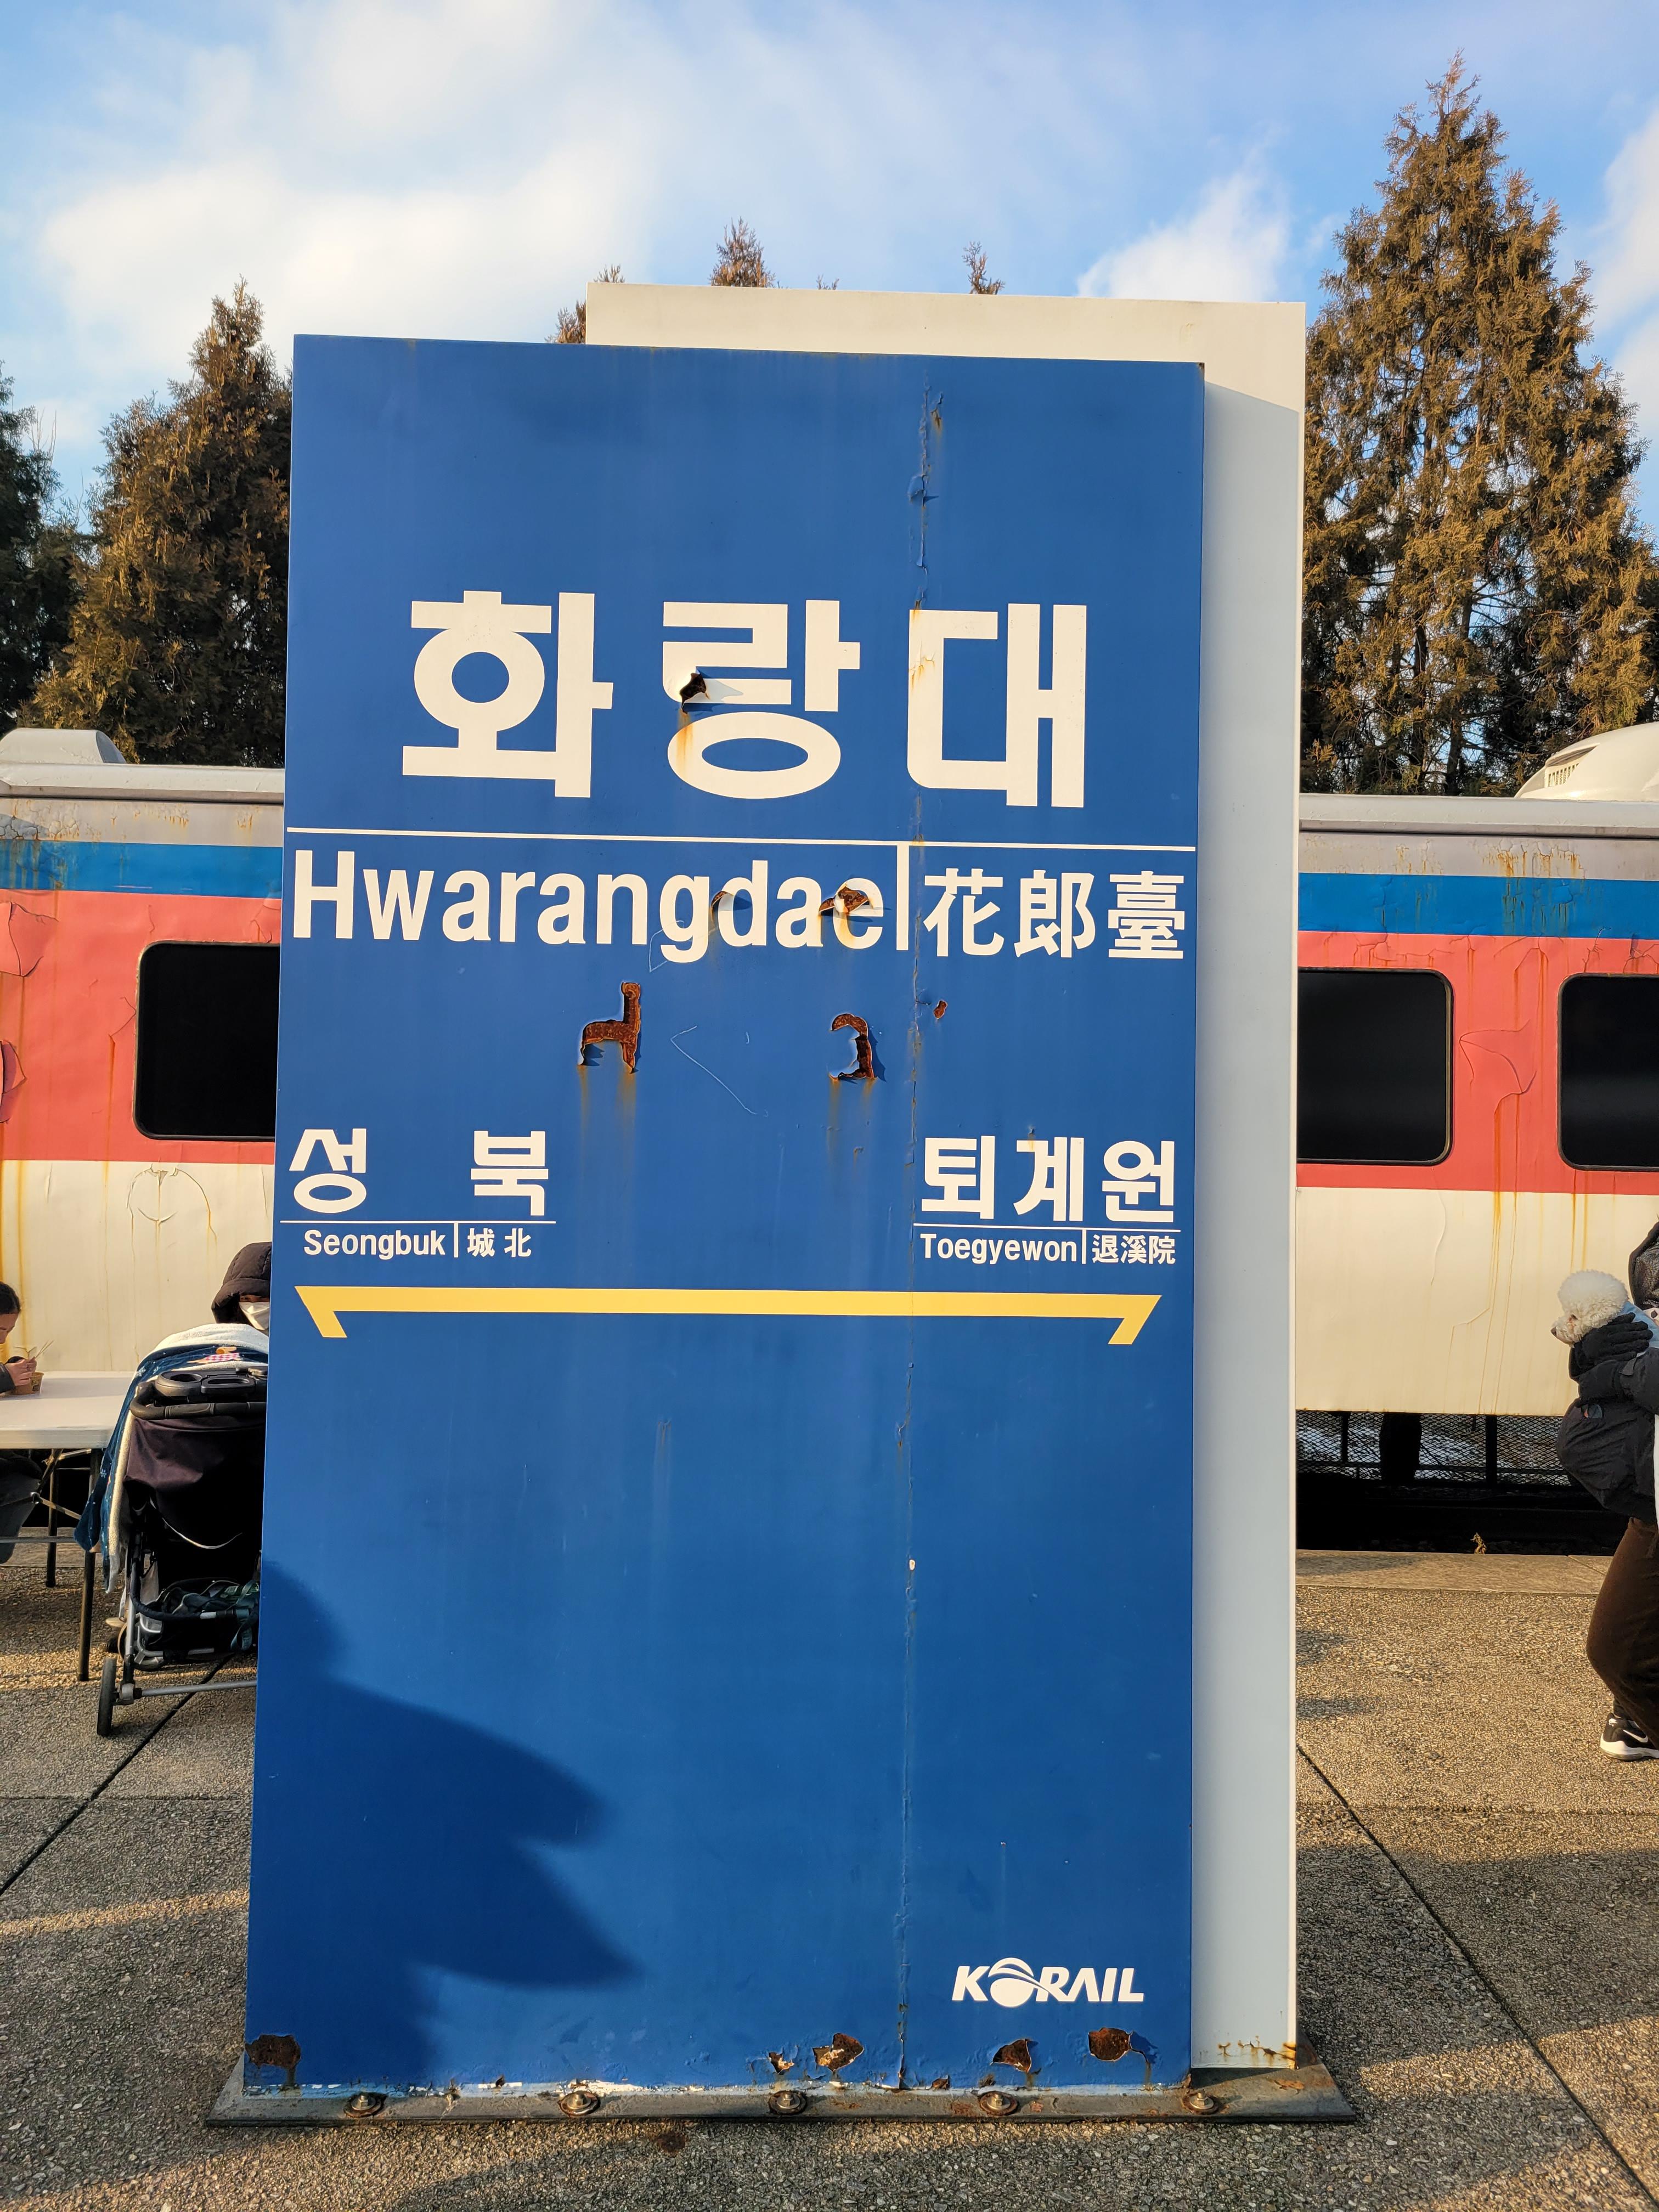 화랑대
Hwarangdae 花郎臺
성북 퇴계원
Seongbuk 城北 Toegyewon 退溪院
KORAIL